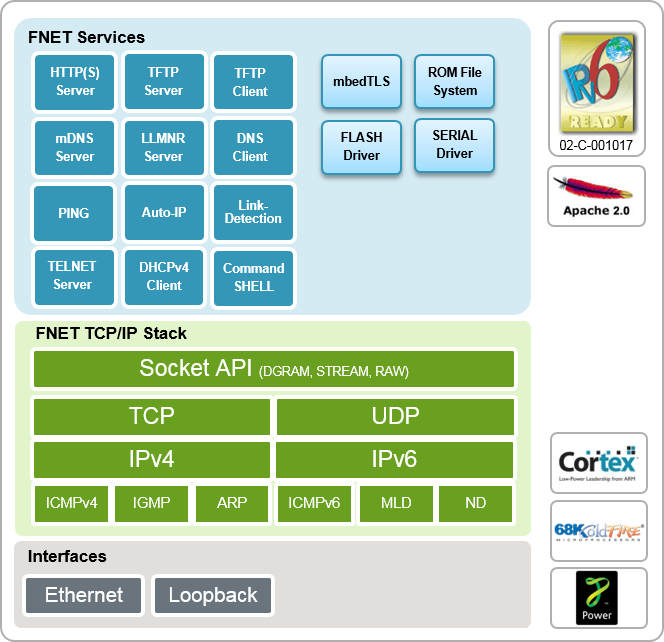 FNET Services
HTTP(S)
Server
TFTP
Server
TFTP
Client
mbedTLS
ROM File
System
mDNS
Server
LLMNR
Server
DNS
Client
FLASH
Driver
SERIAL
Driver
PING
Auto-IP
Link-
Detection
TELNET
Server
DHCPv4
Client
Command
SHELL
IPv6
READY
02-C-001017
Apache 2.0
FNET TCP/IP Stack
Socket API (DGRAM, STREAM, RAW)
TCP
UDP
IPv4
IPv6
ICMPv4
IGMP
ARP
ICMPv6
MLD
ND
Interfaces
Ethernet
Loopback
Cortex
Low-Power Leadership from ARM
68K ColdFire®
MICROPROCESSORS
Power